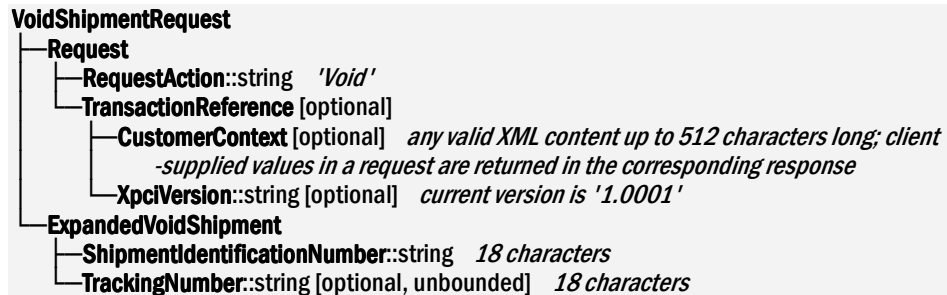 VoidShipmentRequest
Request
RequestAction::string 'Void'
TransactionReference [optional]
CustomerContext [optional] any valid XML content up to 512 characters long; client
-supplied values in a request are returned in the corresponding response
XpciVersion::string [optional] current version is '1.0001'
ExpandedVoidShipment
ShipmentIdentificationNumber::string 18 characters
TrackingNumber::string [optional, unbounded] 18 characters